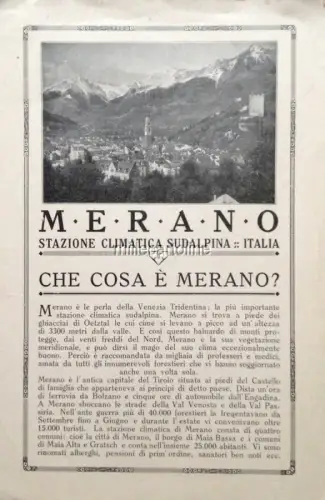 M·E·R·A·N·O
STAZIONE CLIMATICA SUDALPINA :: ITALIA
CHE COSA È MERANO?
Merano è le perla della Venezia Tridentina; la più importante
stazione climatica sudalpina. Merano si trova a piede dei
ghiacciai di Oelztal le cui cime si levano a picco ad un'altezza
di 3300 metri della valle. E così questo baluardo di monti pro-
tegge, dei venti freddi del Nord, Merano e la sua vegetazione
meridionale, e può dirvi il mago del suo clima eccezionalmente
buono. Perciò è raccomandata da migliaia di professori e medici,
amata da tutti gli innumerevoli forestieri che vi hanno soggiornato
anche una volta sola.
Merano è l'antica capitale del Tirolo situata ai piedi del Castello
di famiglia che apparteneva ai principi di detto paese. Dista un'ora
di ferrovia da Bolzano e cinque ore di automobile dall'Engadina.
A Merano sboccano le strade della Val Venosta e della Val Pas-
siria. Nell'ante guerra più di 40.000 forestieri la frequentavano da
Settembre fino a Giugno e durante l'estate vi convenivano altre
15.000 turisti. La stazione climatica di Merano consta di quattro
comuni: cioè la città di Merano, il borgo di Maia Bassa e i comuni
di Maia Alta e Gratsch e conta nell'insieme 25.000 abitanti. Vi sono
rinomati alberghi, pensioni di prim ordine, sanatori ben noti ecc.